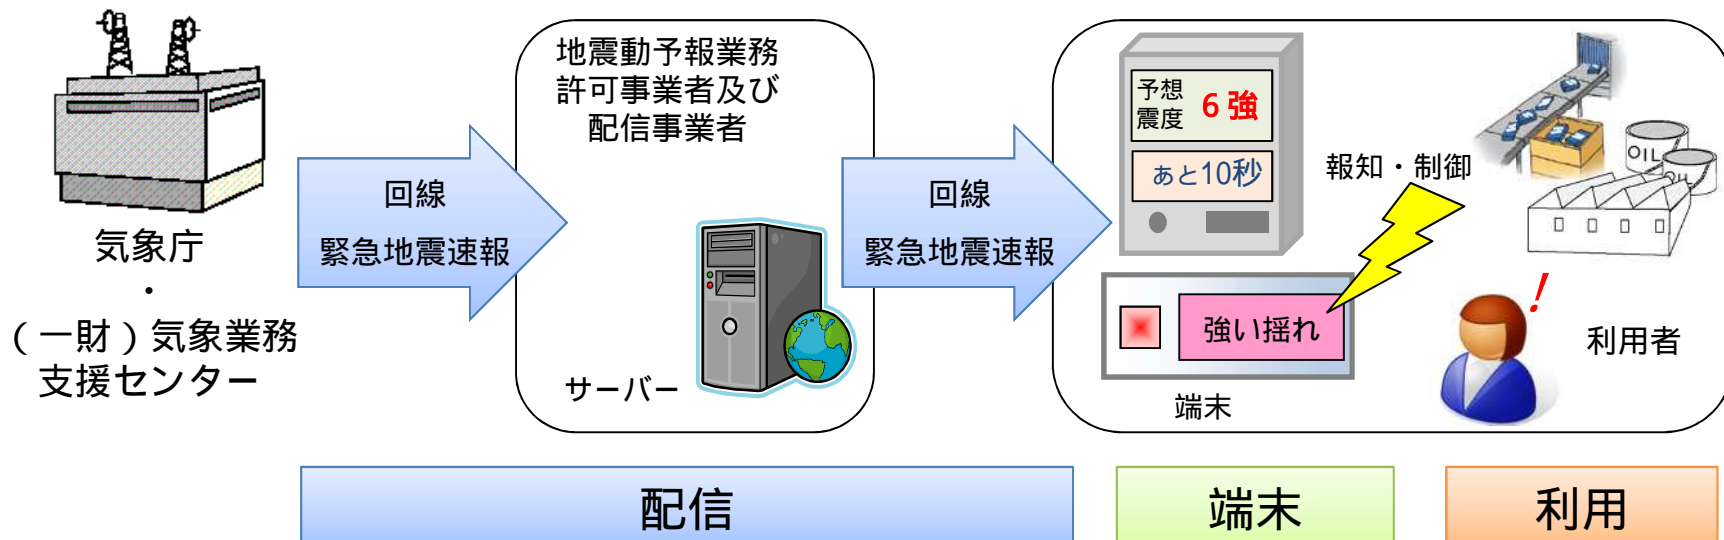 気象庁
・
（一財）気象業務
支援センター
回線
緊急地震速報
地震動予報業務
許可事業者及び
配信事業者
サーバー
回線
緊急地震速報
予想
震度
６強
あと10秒
強い揺れ
端末
報知・制御
OIL
OIL
!
利用者
配信
端末
利用